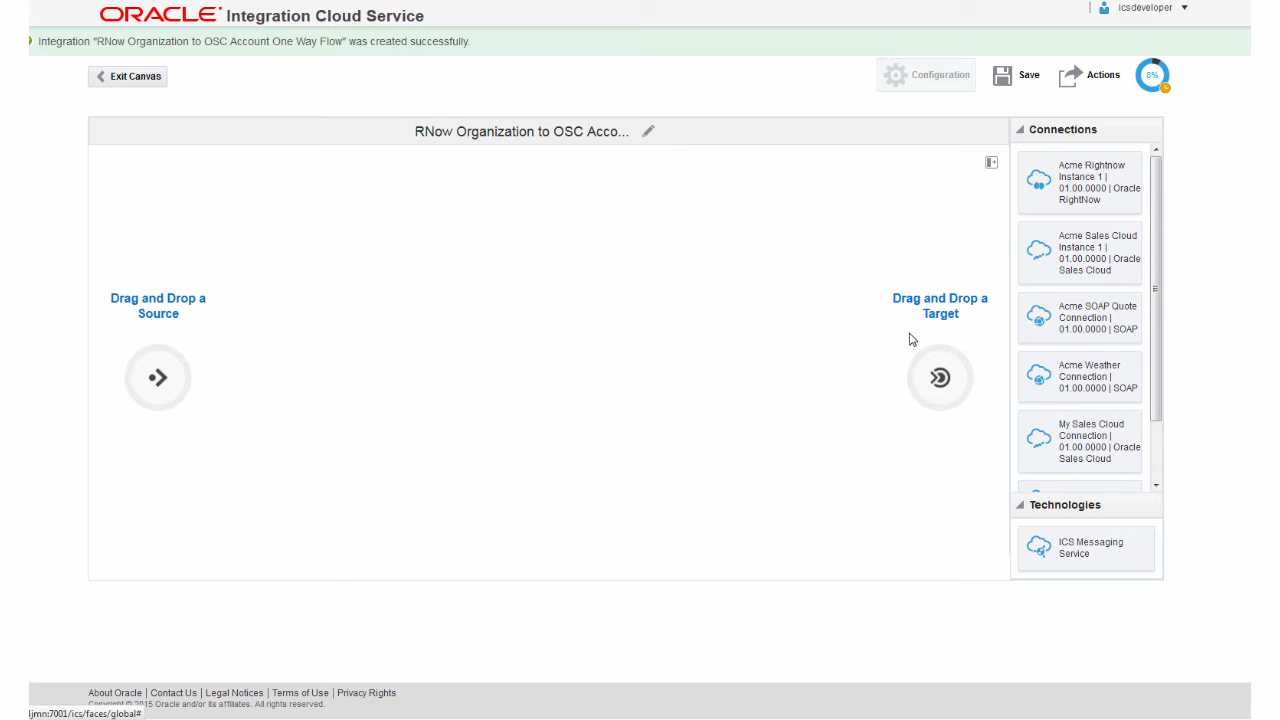 ORACLE Integration Cloud Service
icsdeveloper
Integration "RNow Organization to OSC Account One Way Flow" was created successfully.
Exit Canvas
Configuration
Save
Actions
8%
RNow Organization to OSC Acco...
Connections
Acme Rightnow
Instance 1 |
01.00.0000 | Oracle
RightNow
Acme Sales Cloud
Instance 1 |
01.00.0000 | Oracle
Sales Cloud
Acme SOAP Quote
Connection |
01.00.0000 | SOAP
Acme Weather
Connection |
01.00.0000 | SOAP
My Sales Cloud
Connection |
01.00.0000 | Oracle
Sales Cloud
Drag and Drop a
Source
Drag and Drop a
Target
Technologies
ICS Messaging
Service
About Oracle | Contact Us | Legal Notices | Terms of Use | Privacy Rights
Copyright © 2015 Oracle and/or its affiliates. All rights reserved.
ljmn:7001/ics/faces/global#